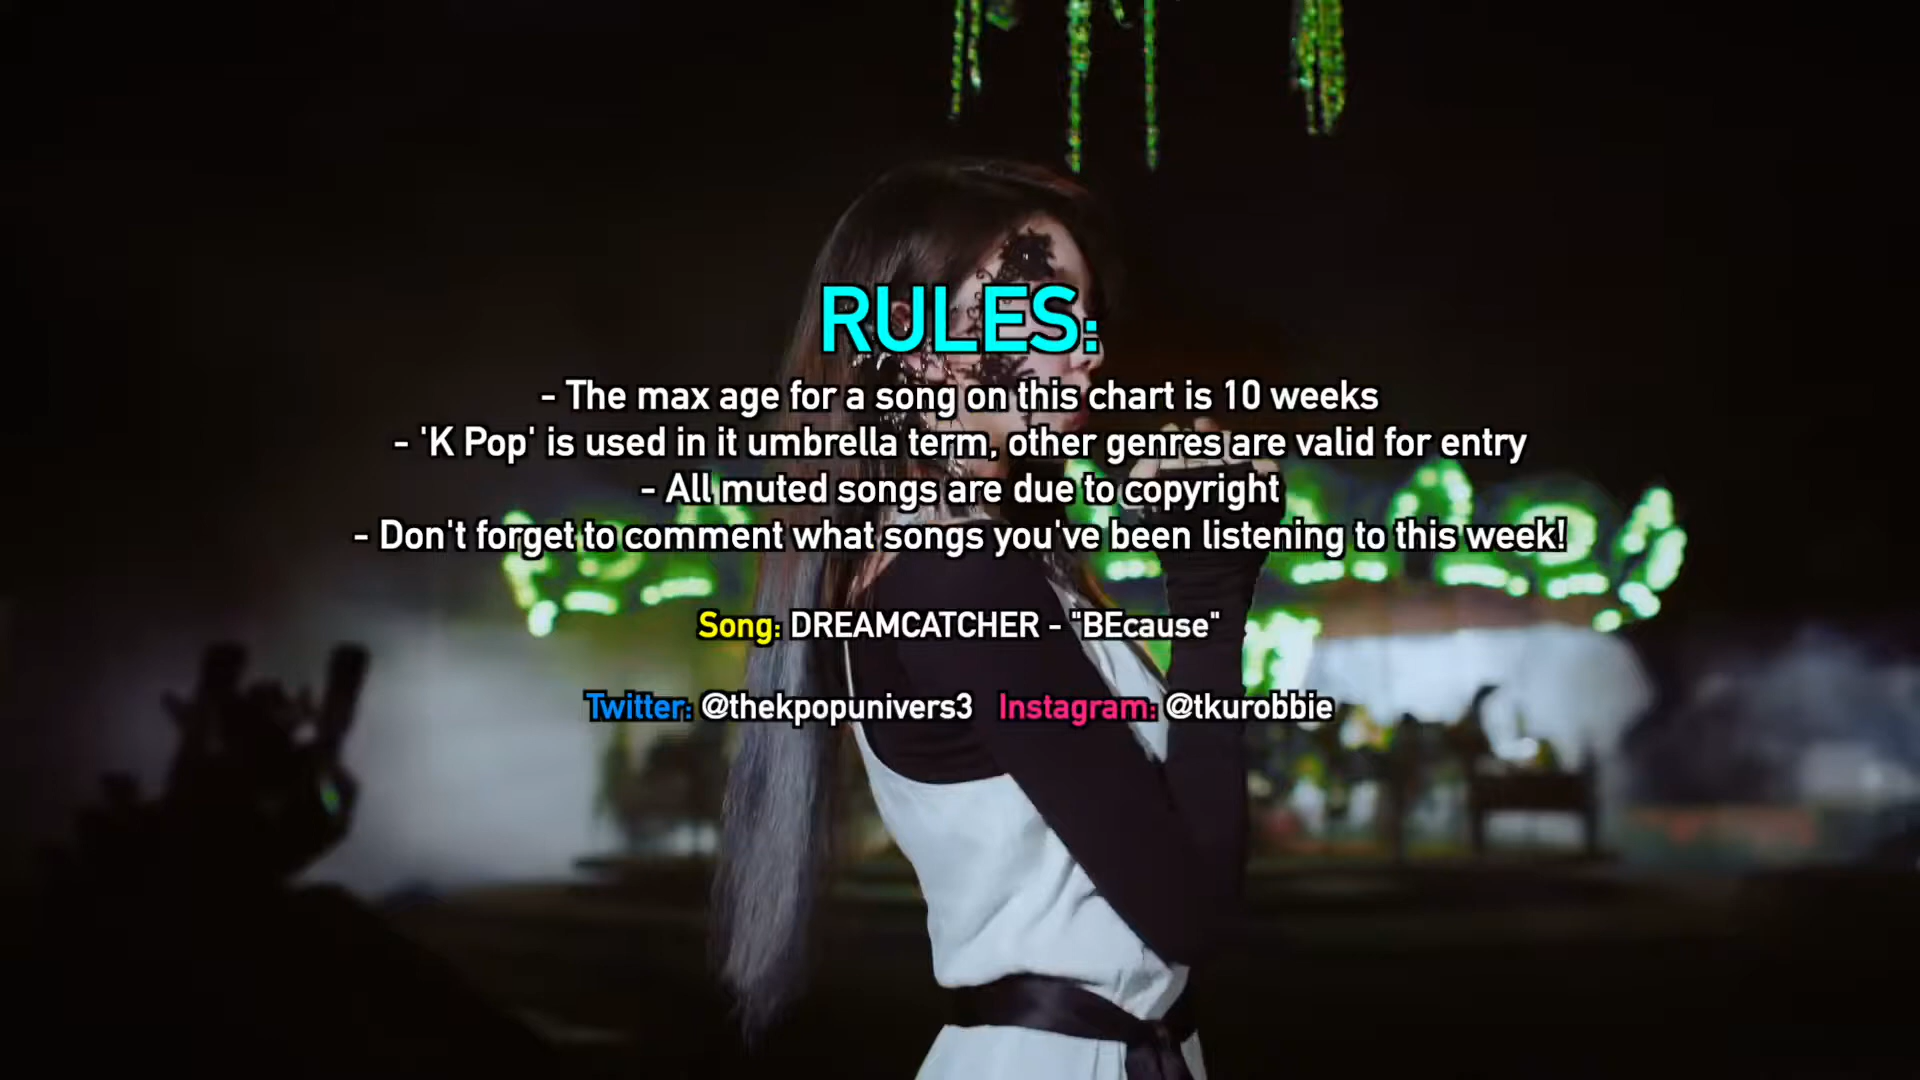 RULES:
- The max age for a song on this chart is 10 weeks
- 'K Pop' is used in it umbrella term, other genres are valid for entry
- All muted songs are due to copyright
- Don't forget to comment what songs you've been listening to this week!
Song: DREAMCATCHER - "BEcause"
Twitter: @thekpopunivers3 Instagram: @tkurobbie